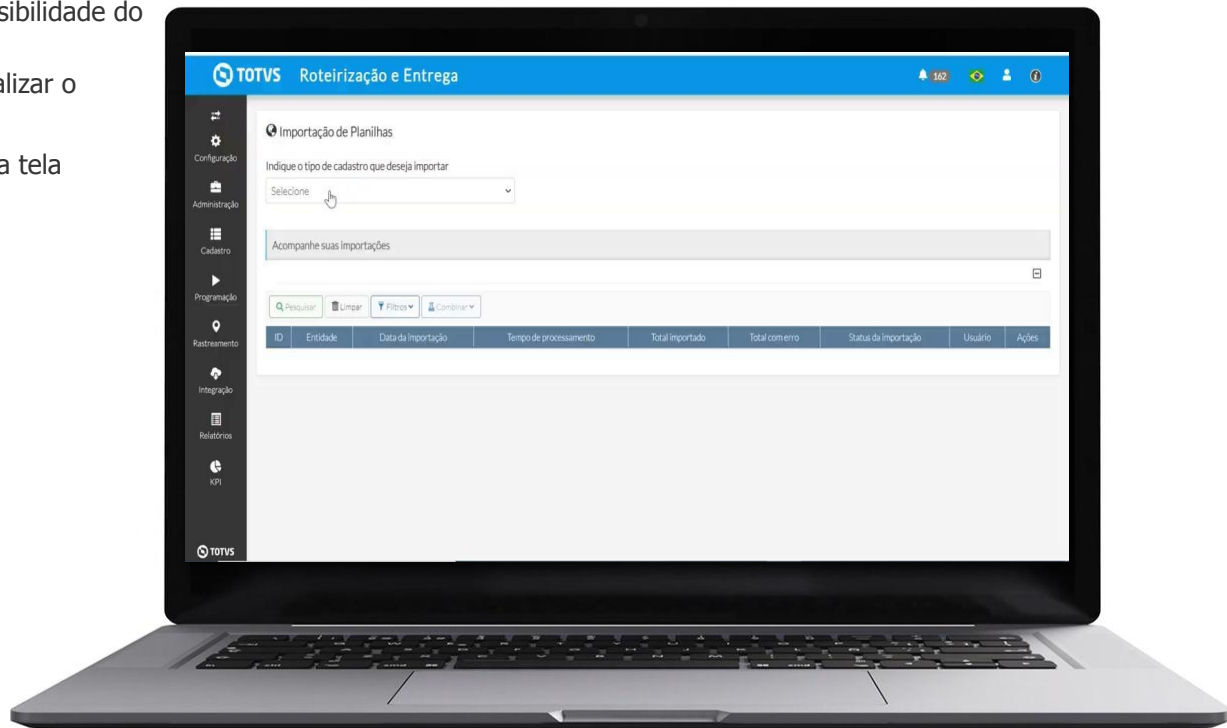 sibilidade do
alizar o
a tela
TOTVS Roteirização e Entrega
162
Configuração
Administração
Cadastro
Programação
Rastreamento
Integração
Relatórios
KPI
TOTVS
Importação de Planilhas
Indique o tipo de cadastro que deseja importar
Selecione
Acompanhe suas importações
Pesquisar Limpar Filtros Combinar
ID Entidade Data da importação Tempo de processamento Total importado Total com erro Status da importação Usuário Ações